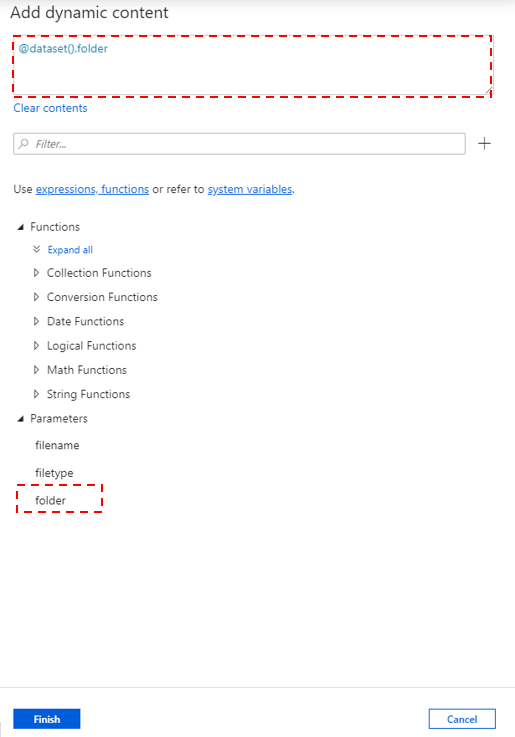 Add dynamic content
@dataset().folder
Clear contents
Filter...
Use expressions, functions or refer to system variables.
Functions
Expand all
Collection Functions
Conversion Functions
Date Functions
Logical Functions
Math Functions
String Functions
Parameters
filename
filetype
folder
Finish
Cancel